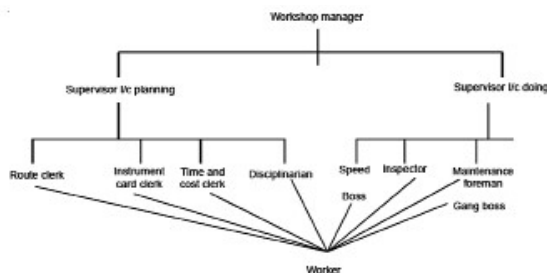 Workshop manager
Supervisor I/c planning
Supervisor I/c doing
Route clerk
Instrument
card clerk
Time and
cost clerk
Disciplinarian
Speed
Boss
Inspector
Maintenance
foreman
Gang boss
Worker